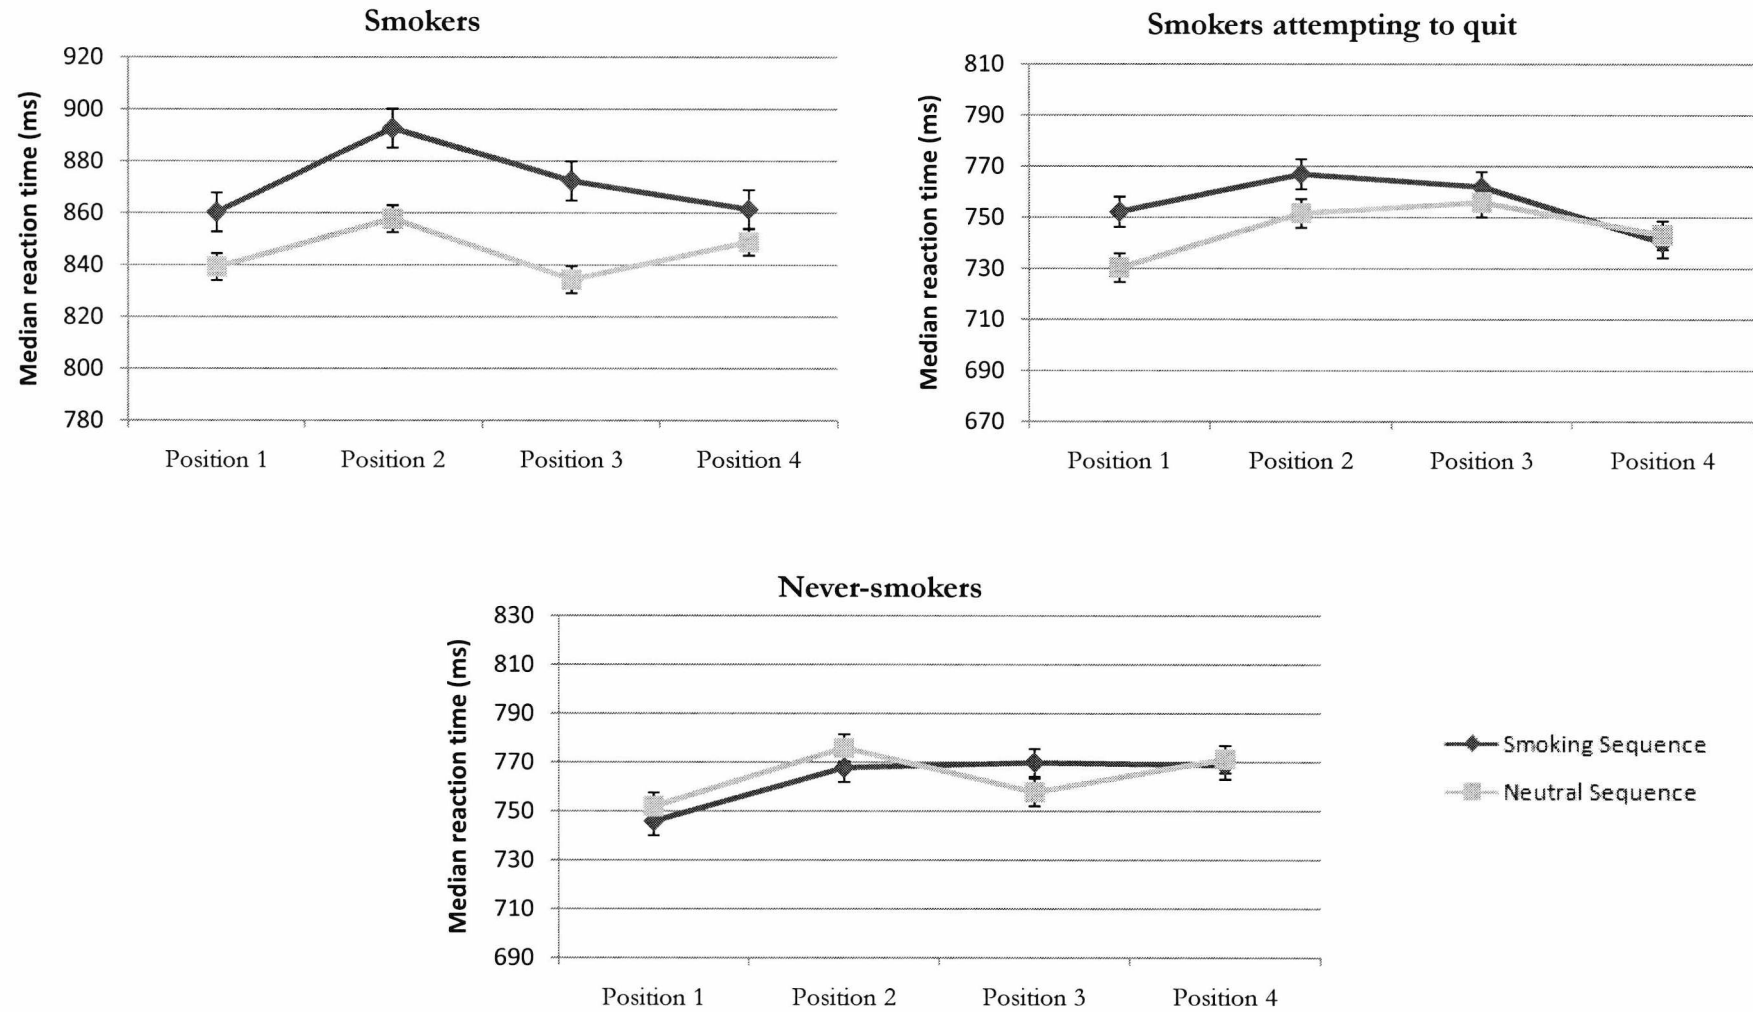 Smokers
Median reaction time (ms)
920
900
880
860
840
820
800
780
Position 1 Position 2 Position 3 Position 4
Smokers attempting to quit
Median reaction time (ms)
810
790
770
750
730
710
690
670
Position 1 Position 2 Position 3 Position 4
Never-smokers
Median reaction time (ms)
830
810
790
770
750
730
710
690
Position 1 Position 2 Position 3 Position 4
Smoking Sequence
Neutral Sequence